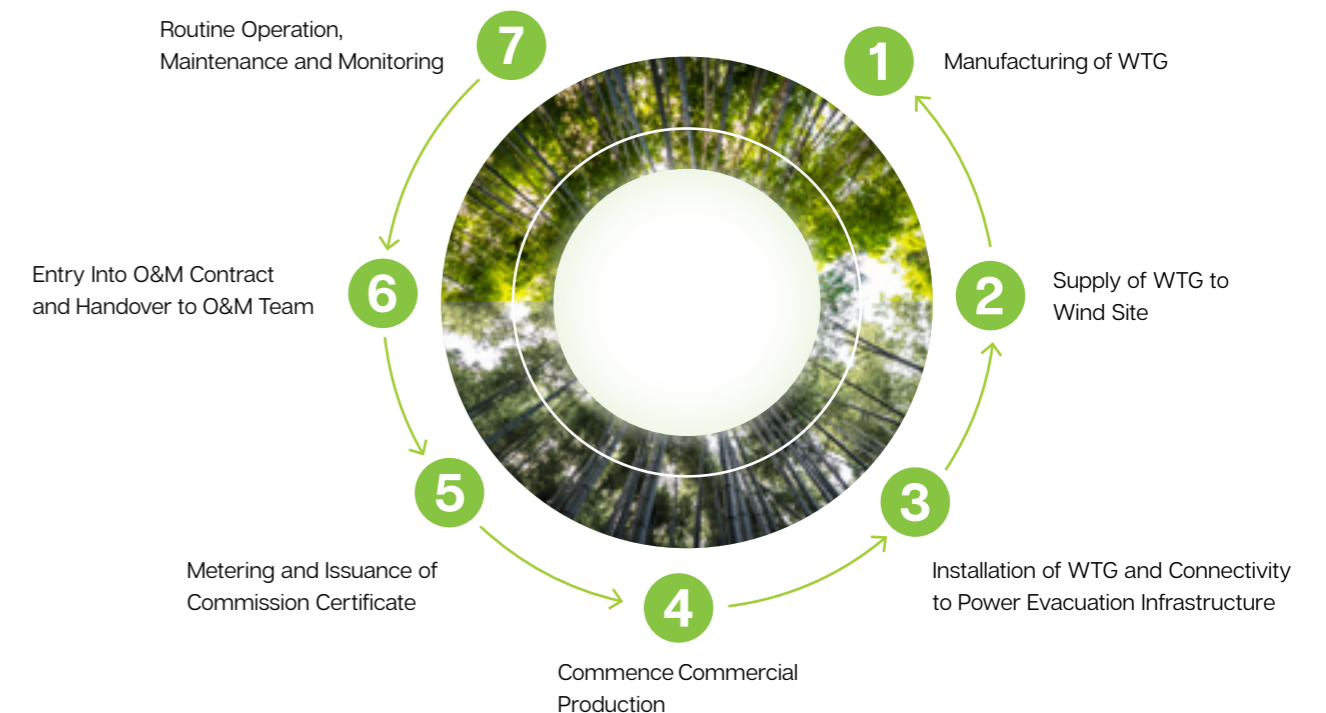 1
Manufacturing of WTG
2
Supply of WTG to
Wind Site
3
Installation of WTG and Connectivity
to Power Evacuation Infrastructure
4
Commence Commercial
Production
5
Metering and Issuance of
Commission Certificate
6
Entry Into O&M Contract
and Handover to O&M Team
7
Routine Operation,
Maintenance and Monitoring